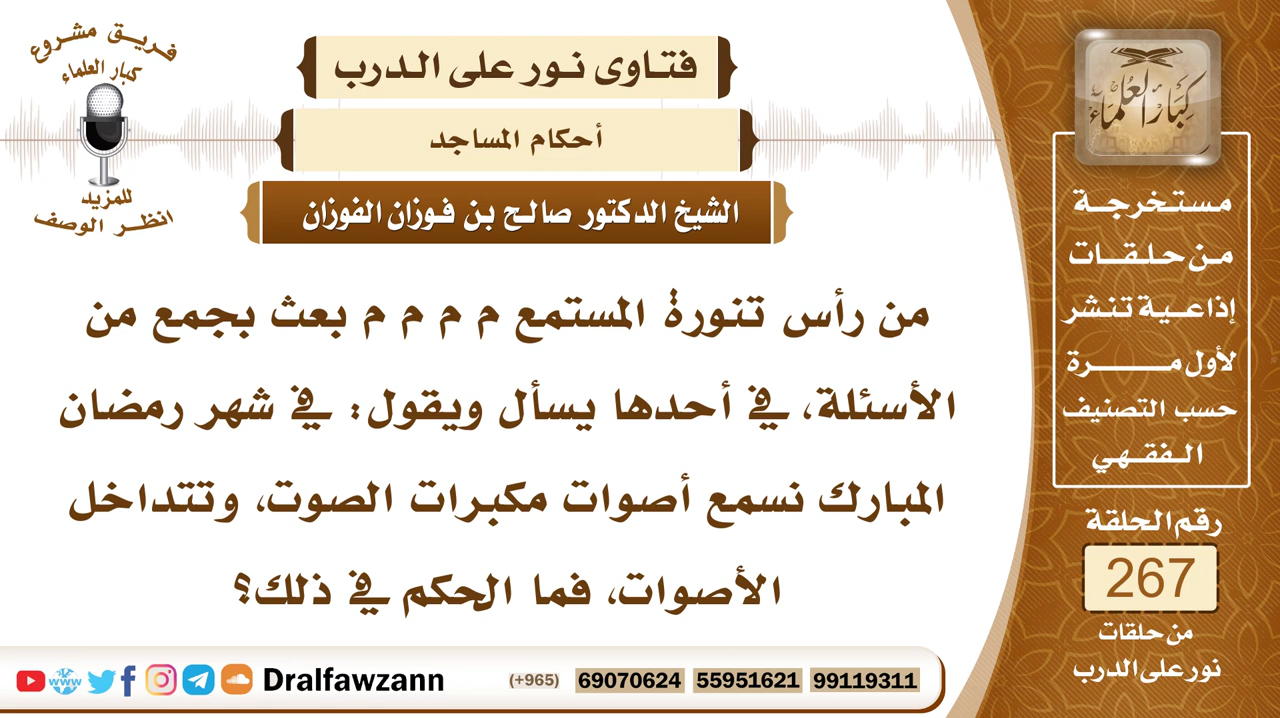 فريق مشروع
كبار العلماء
للمزيد
انظر الوصف
فتاوى نور على الدرب
أحكام المساجد
الشيخ الدكتور صالح بن فوزان الفوزان
من رأس تنورة المستمع م م م م بعث بجمع من
الأسئلة، في أحدها يسأل ويقول: في شهر رمضان
المبارك نسمع أصوات مكبرات الصوت، وتتداخل
الأصوات، فما الحكم في ذلك؟
كبار العلماء
مستخرجة
من حلقات
إذاعية تنشر
لأول مرة
حسب التصنيف
الفقهي
رقم الحلقة
267
من حلقات
نور على الدرب
www Dralfawzann (+965) 69070624 55951621 99119311